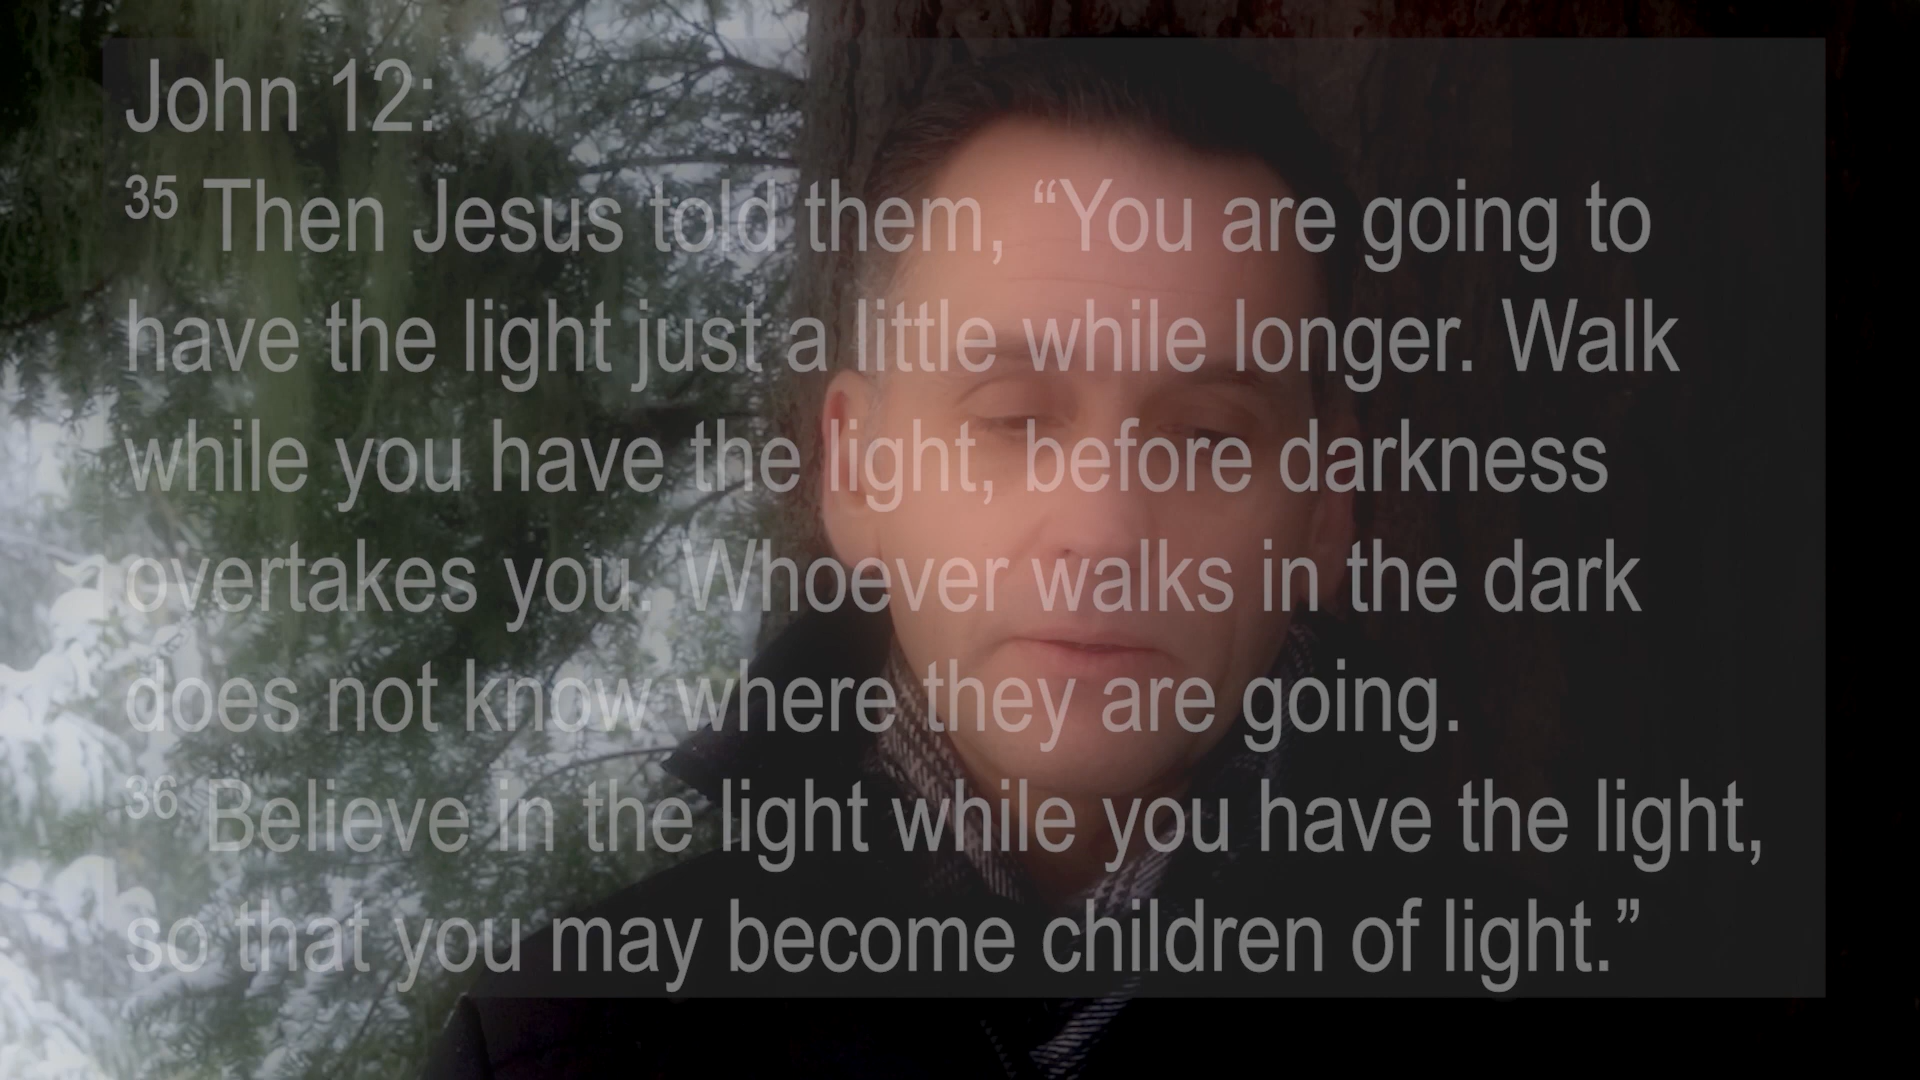 John 12:
35 Then Jesus told them, “You are going to
have the light just a little while longer. Walk
while you have the light, before darkness
overtakes you. Whoever walks in the dark
does not know where they are going.
36 Believe in the light while you have the light,
so that you may become children of light.”